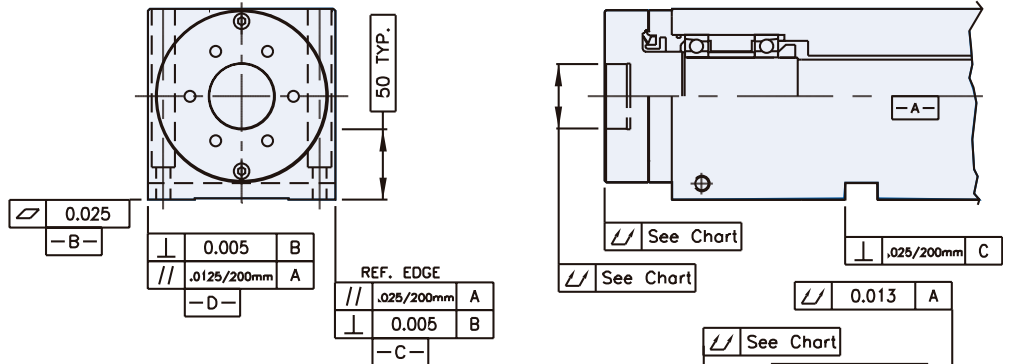 50 TYP.
-A-
0.025
-B-
0.005 B
.0125/200mm A
-D-
REF. EDGE
.025/200mm A
0.005 B
-C-
See Chart
See Chart
.025/200mm C
0.013 A
See Chart